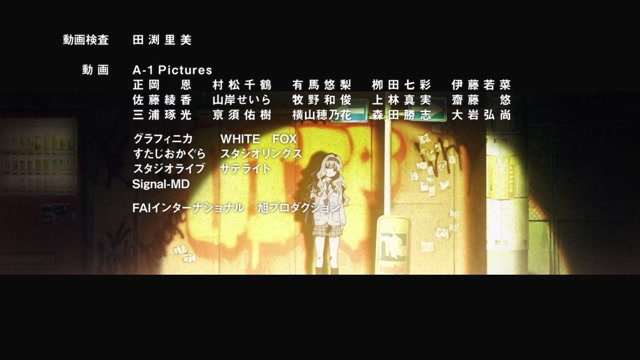 動画検査　田渕里美
動画　A-1 Pictures
正岡　恩　村松千鶴　有馬悠梨　栁田七彩　伊藤若菜
佐藤綾香　山岸せいら　牧野和俊　上林真実　齋藤　悠
三浦琢光　京須佑樹　横山穂乃花　森田勝志　大岩弘尚
グラフィニカ　WHITE FOX
すたじおかぐら　スタジオリングス
スタジオライブ　サテライト
Signal-MD
FAIインターナショナル　旭プロダクション